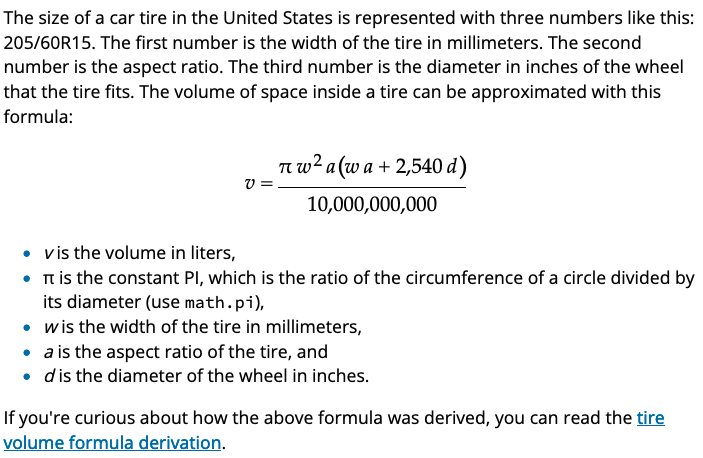 The size of a car tire in the United States is represented with three numbers like this:
205/60R15. The first number is the width of the tire in millimeters. The second
number is the aspect ratio. The third number is the diameter in inches of the wheel
that the tire fits. The volume of space inside a tire can be approximated with this
formula:
v = π w² a (w a + 2,540 d)
10,000,000,000
• v is the volume in liters,
• π is the constant PI, which is the ratio of the circumference of a circle divided by
its diameter (use math.pi),
• w is the width of the tire in millimeters,
• a is the aspect ratio of the tire, and
• d is the diameter of the wheel in inches.
If you're curious about how the above formula was derived, you can read the tire
volume formula derivation.